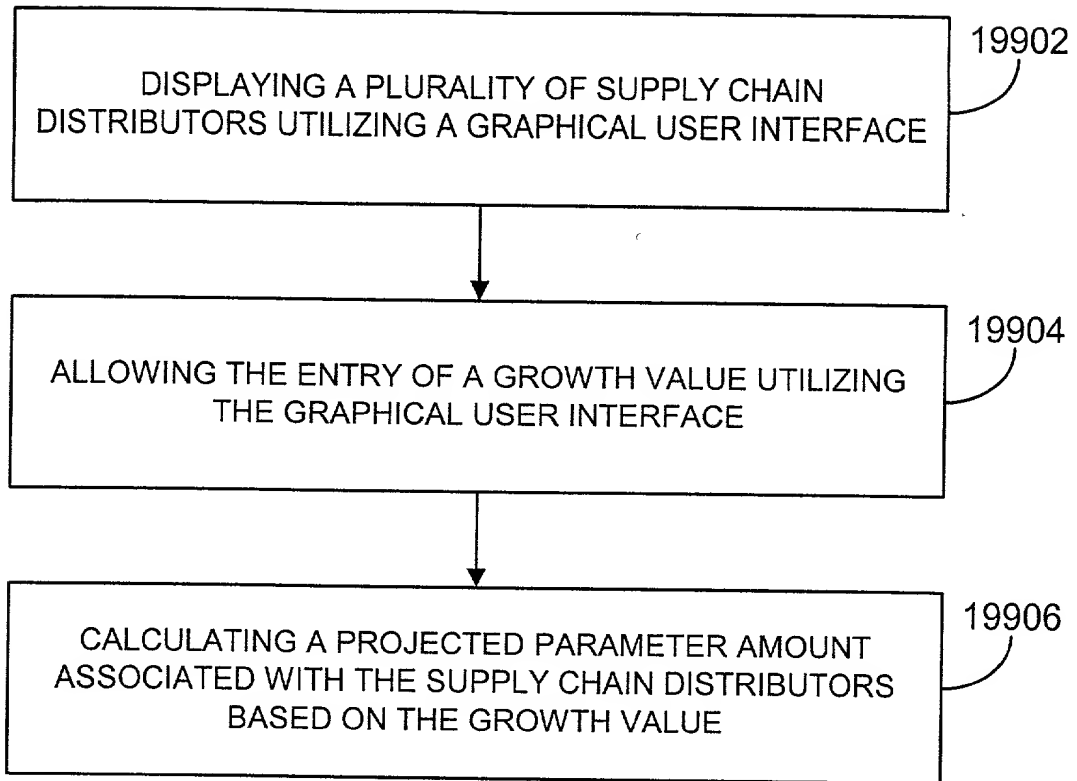 19902
DISPLAYING A PLURALITY OF SUPPLY CHAIN
DISTRIBUTORS UTILIZING A GRAPHICAL USER INTERFACE
19904
ALLOWING THE ENTRY OF A GROWTH VALUE UTILIZING
THE GRAPHICAL USER INTERFACE
19906
CALCULATING A PROJECTED PARAMETER AMOUNT
ASSOCIATED WITH THE SUPPLY CHAIN DISTRIBUTORS
BASED ON THE GROWTH VALUE